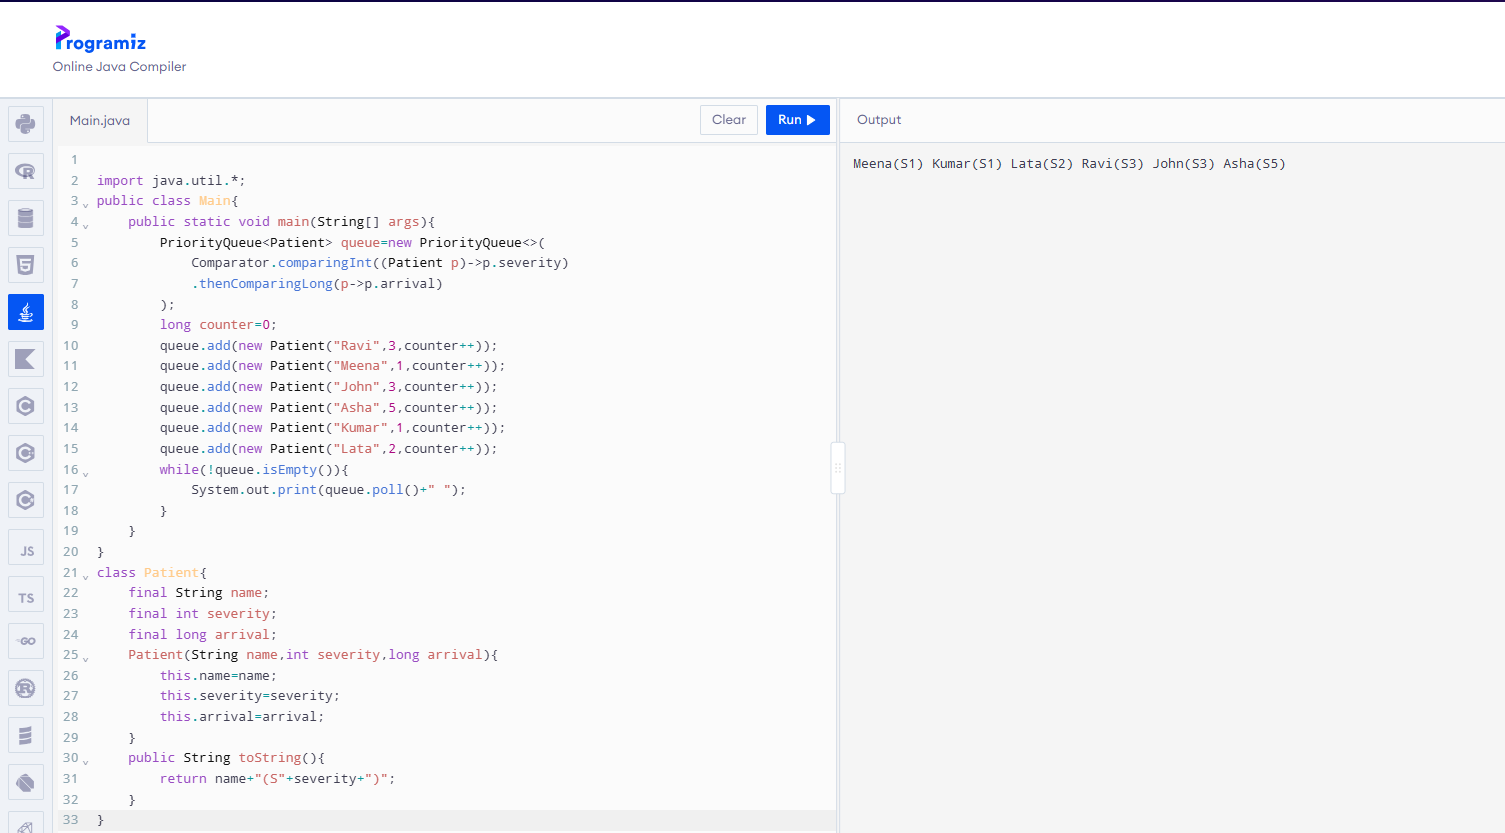 Programiz
Online Java Compiler
Main.java
Clear
Run
Output
1
2 import java.util.*;
3 public class Main{
4     public static void main(String[] args){
5         PriorityQueue<Patient> queue=new PriorityQueue<>(
6             Comparator.comparingInt((Patient p)->p.severity)
7             .thenComparingLong(p->p.arrival)
8         );
9         long counter=0;
10         queue.add(new Patient("Ravi",3,counter++));
11         queue.add(new Patient("Meena",1,counter++));
12         queue.add(new Patient("John",3,counter++));
13         queue.add(new Patient("Asha",5,counter++));
14         queue.add(new Patient("Kumar",1,counter++));
15         queue.add(new Patient("Lata",2,counter++));
16         while(!queue.isEmpty()){
17             System.out.print(queue.poll()+" ");
18         }
19     }
20 }
21 class Patient{
22     final String name;
23     final int severity;
24     final long arrival;
25     Patient(String name,int severity,long arrival){
26         this.name=name;
27         this.severity=severity;
28         this.arrival=arrival;
29     }
30     public String toString(){
31         return name+"(S"+severity+")";
32     }
33 }
Meena(S1) Kumar(S1) Lata(S2) Ravi(S3) John(S3) Asha(S5)
R
5
C
C
C
JS
TS
GO
R